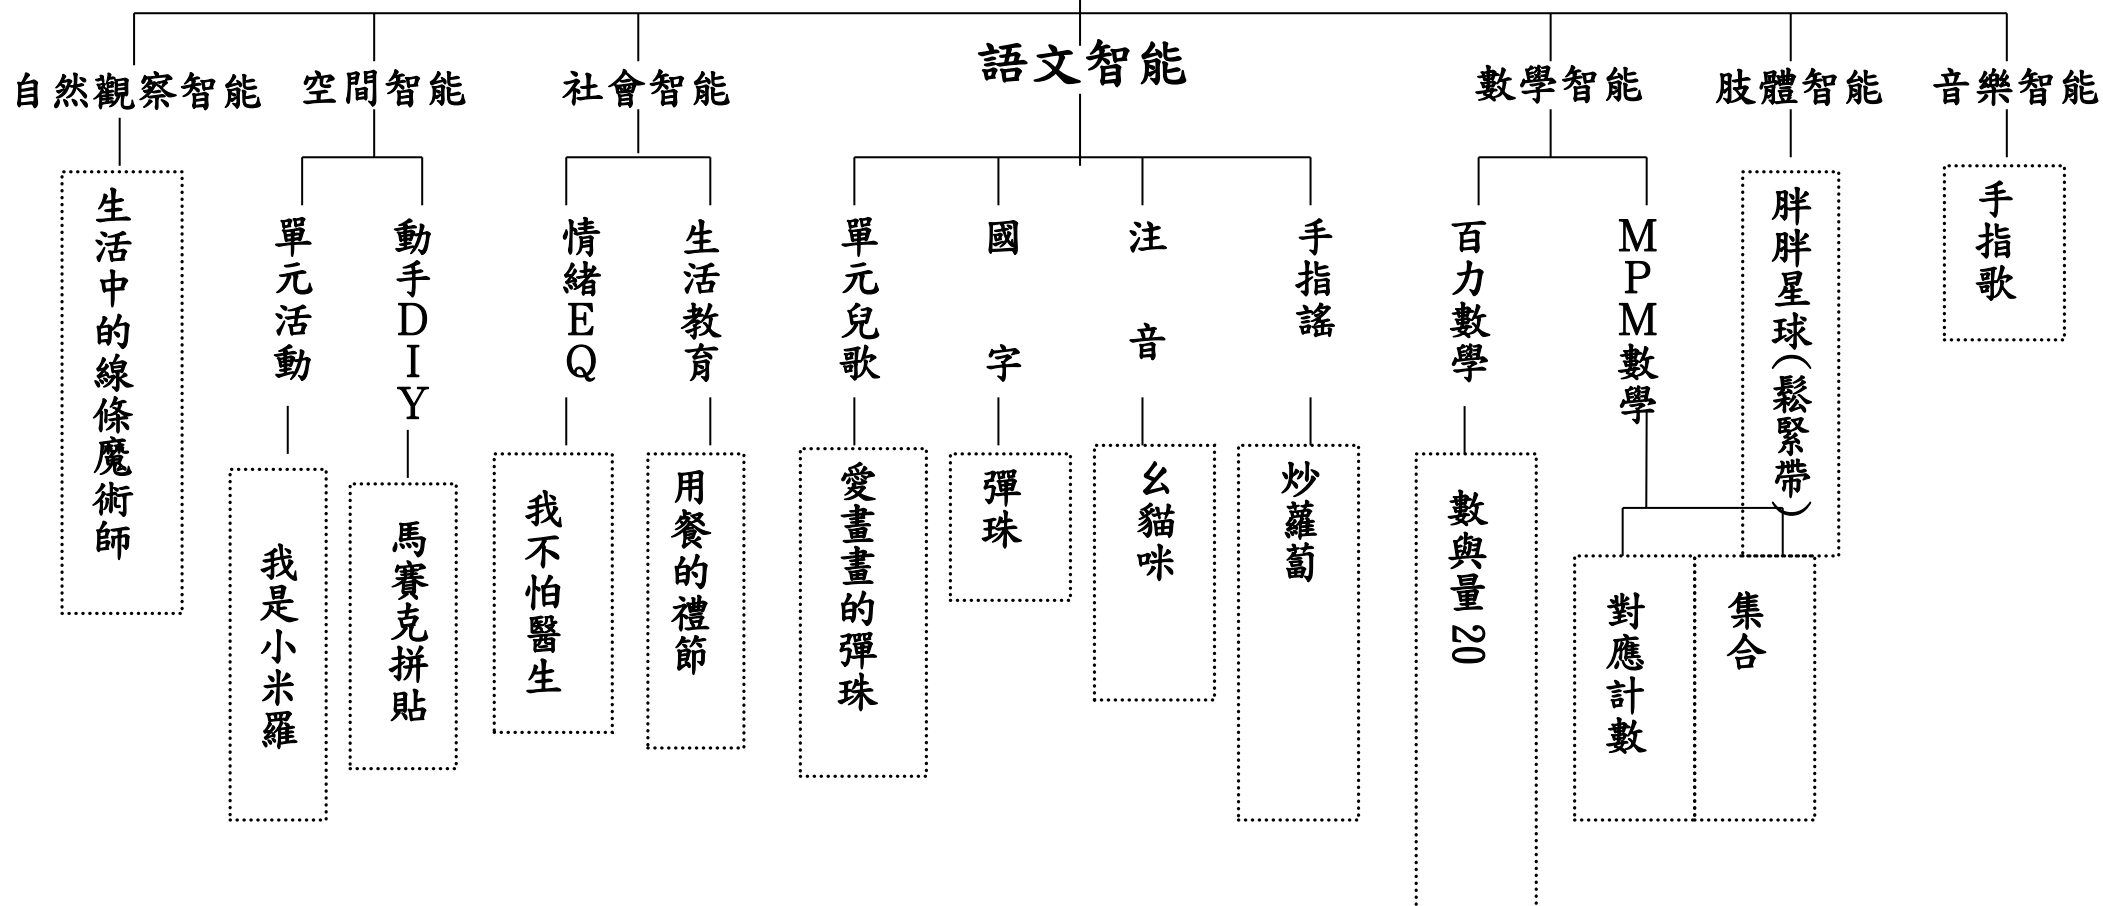 自然觀察智能
空間智能
社會智能
語文智能
數學智能
肢體智能
音樂智能
生活中的線條魔術師
單元活動
動手DIY
情緒EQ
生活教育
單元兒歌
國字
注音
手指謠
百力數學
MPM數學
胖胖星球(鬆緊帶)
手指歌
我是小米羅
馬賽克拼貼
我不怕醫生
用餐的禮節
愛畫畫的彈珠
彈珠
ㄠ貓咪
炒蘿蔔
數與量20
對應計數
集合